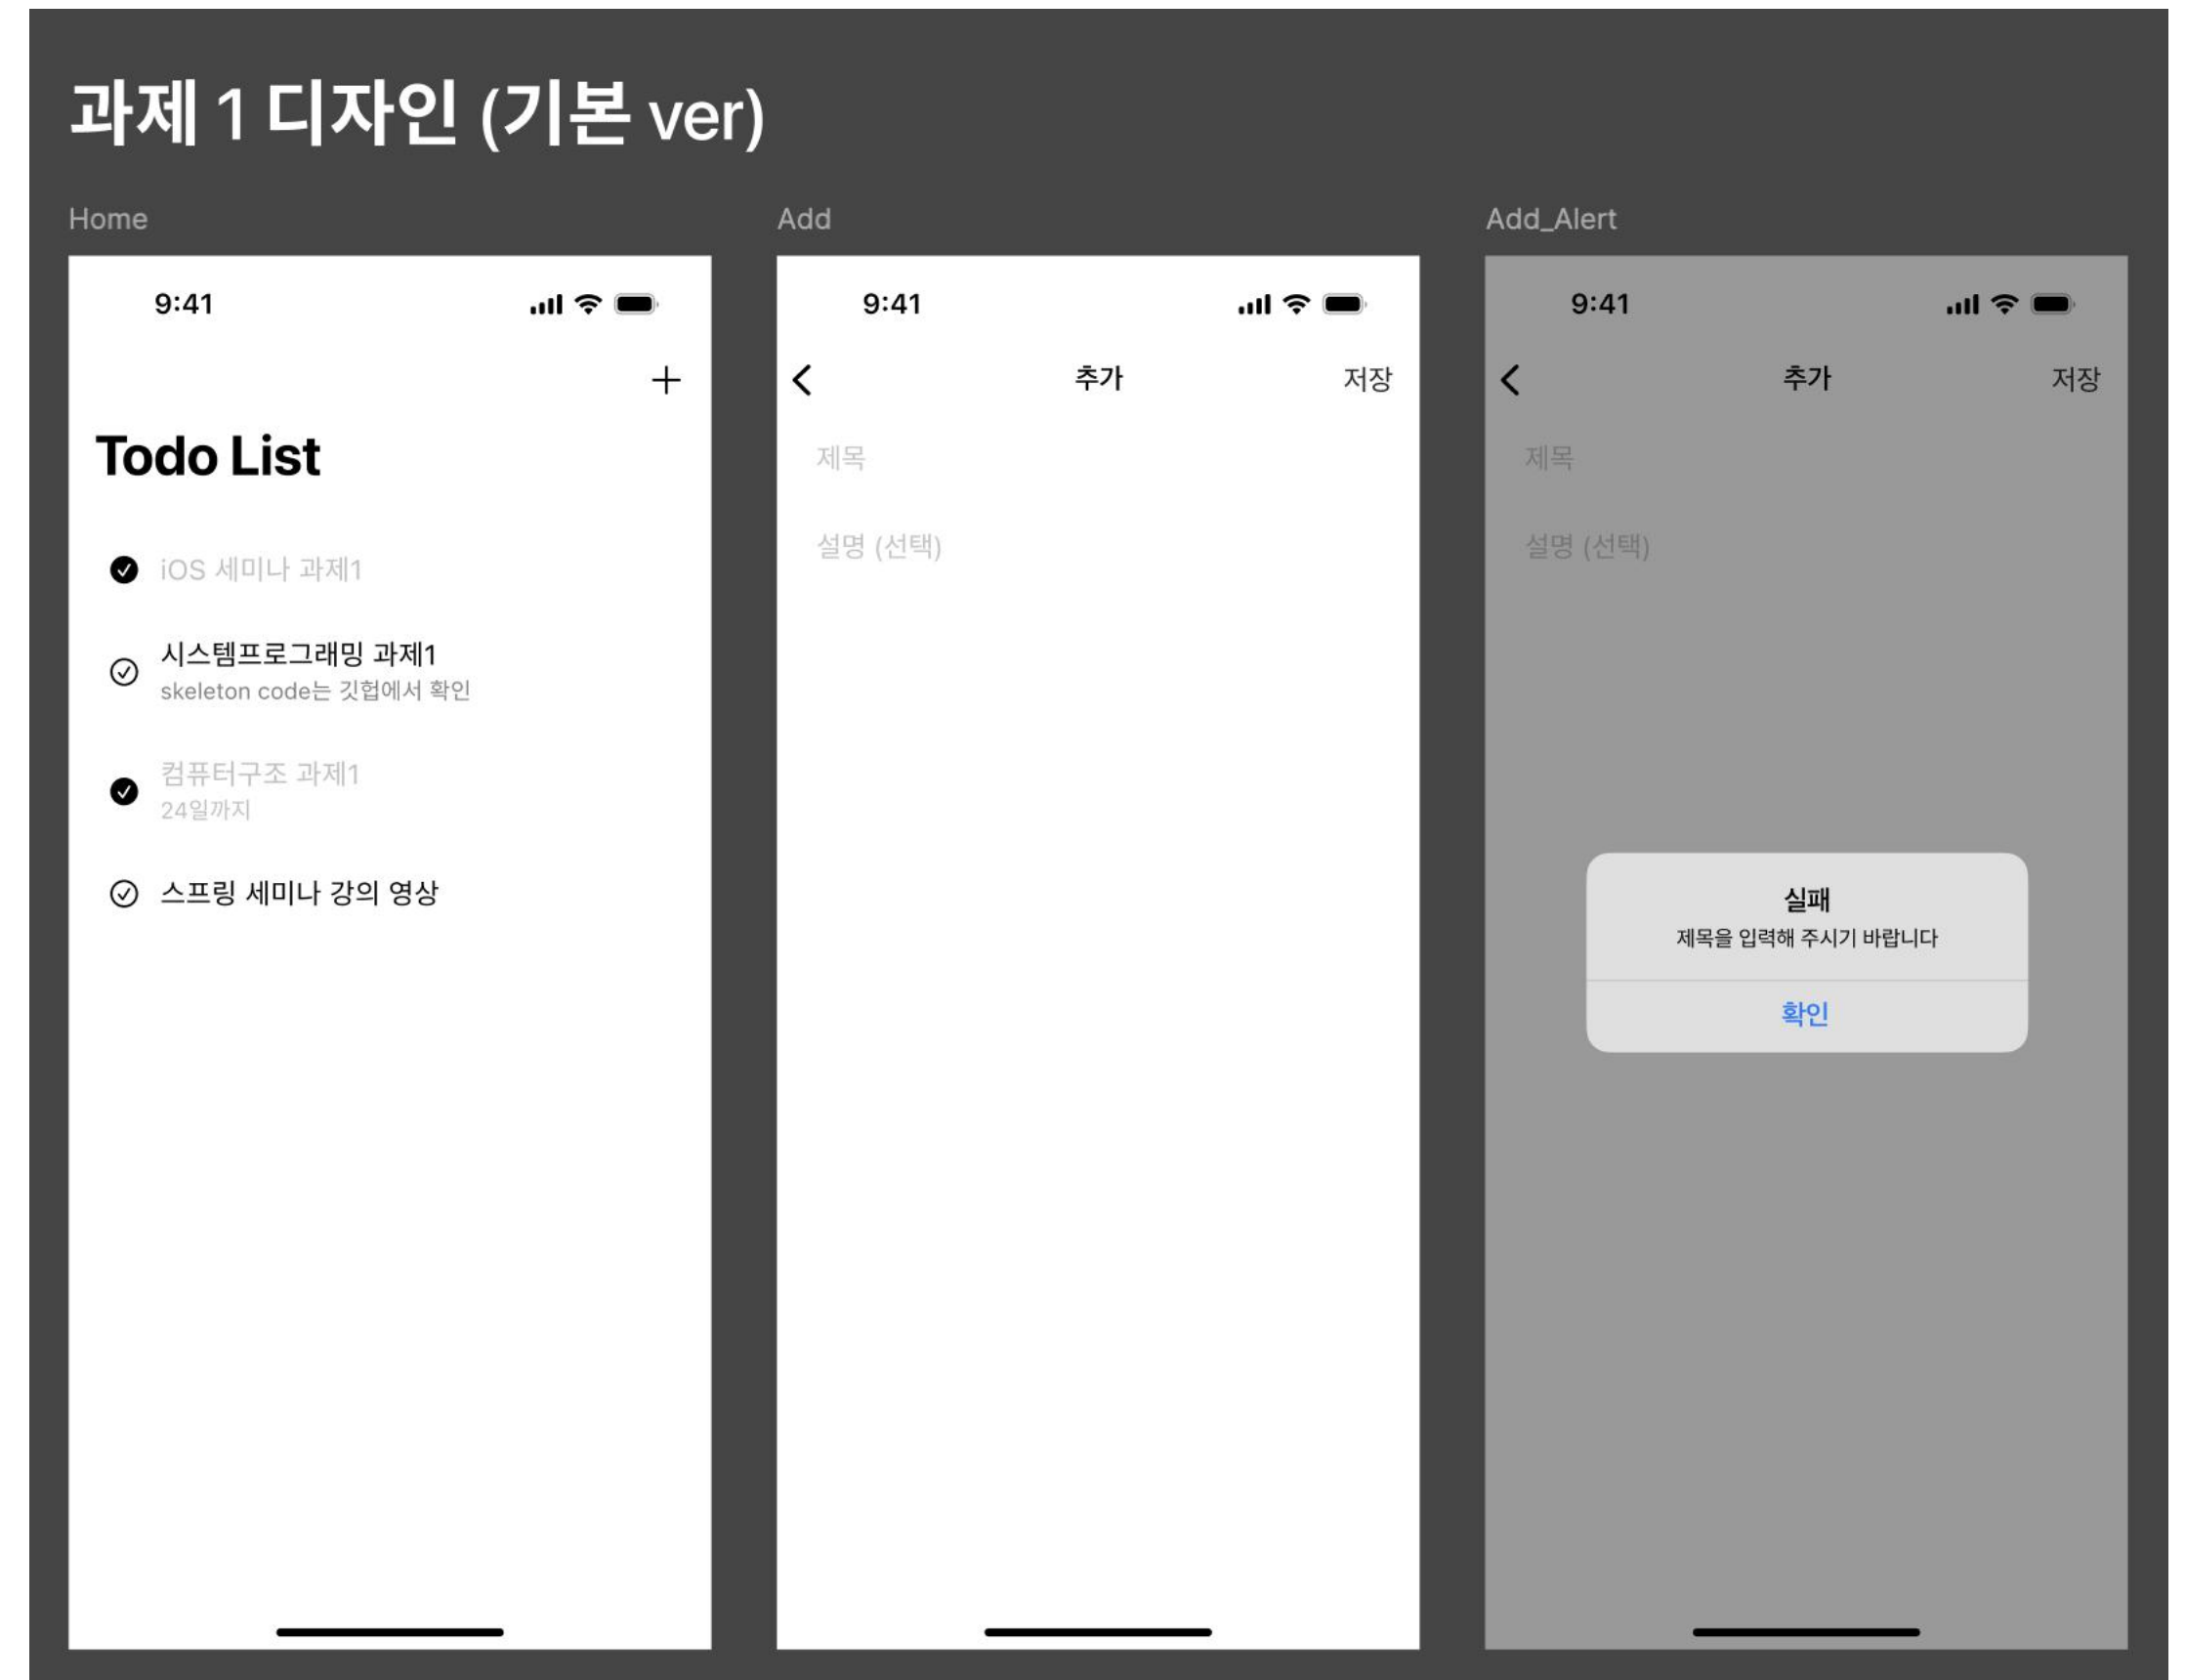 과제 1 디자인 (기본 ver)
Home
9:41
Todo List
iOS 세미나 과제1
시스템프로그래밍 과제1
skeleton code는 깃헙에서 확인
컴퓨터구조 과제1
24일까지
스프링 세미나 강의 영상
Add
9:41
추가 저장
제목
설명 (선택)
Add_Alert
9:41
추가 저장
제목
설명 (선택)
실패
제목을 입력해 주시기 바랍니다
확인